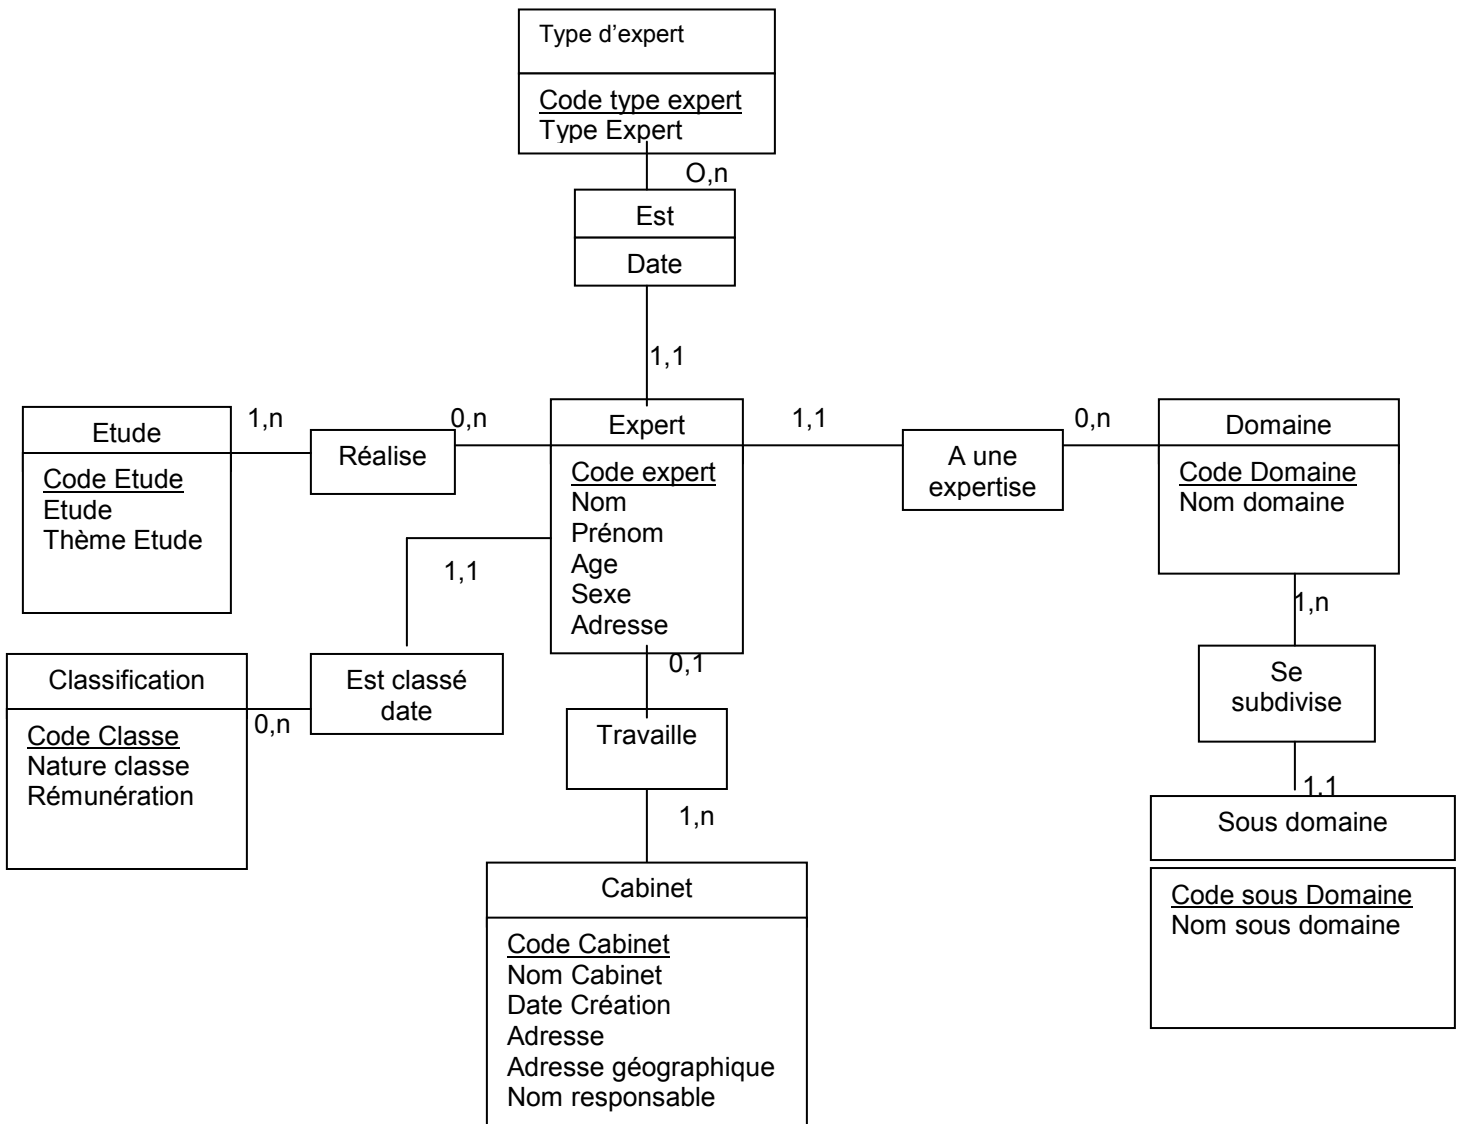 Type d'expert
Code type expert
Type Expert
O,n
Est
Date
1,1
Etude
Code Etude
Etude
Thème Etude
1,n
Réalise
0,n
Expert
Code expert
Nom
Prénom
Age
Sexe
Adresse
1,1
A une
expertise
0,n
Domaine
Code Domaine
Nom domaine
1,1
1,n
Classification
Code Classe
Nature classe
Rémunération
0,n
Est classé
date
0,1
Travaille
1,n
Se
subdivise
1,1
Sous domaine
Code sous Domaine
Nom sous domaine
Cabinet
Code Cabinet
Nom Cabinet
Date Création
Adresse
Adresse géographique
Nom responsable